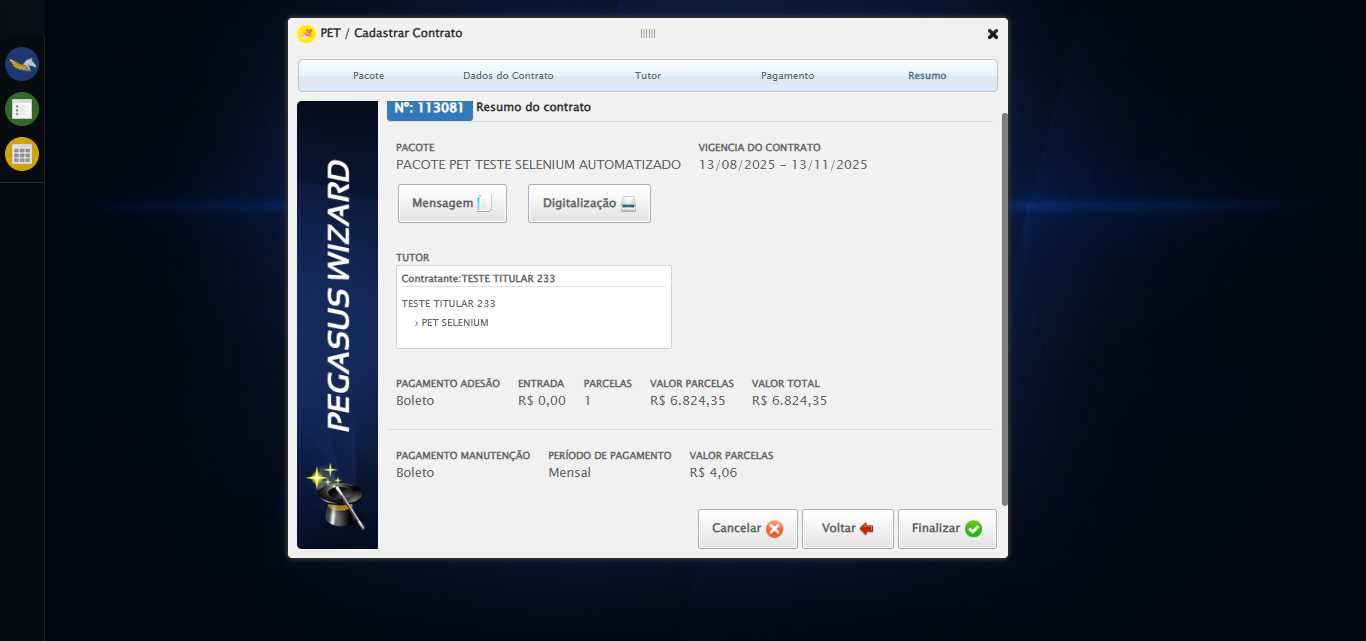 PET / Cadastrar Contrato
Pacote Dados do Contrato Tutor Pagamento Resumo
Nº: 113081 Resumo do contrato
PACOTE VIGENCIA DO CONTRATO
PACOTE PET TESTE SELENIUM AUTOMATIZADO 13/08/2025 - 13/11/2025
Mensagem Digitalização
TUTOR
Contratante:TESTE TITULAR 233
TESTE TITULAR 233
› PET SELENIUM
PAGAMENTO ADESÃO ENTRADA PARCELAS VALOR PARCELAS VALOR TOTAL
Boleto R$ 0,00 1 R$ 6.824,35 R$ 6.824,35
PAGAMENTO MANUTENÇÃO PERÍODO DE PAGAMENTO VALOR PARCELAS
Boleto Mensal R$ 4,06
Cancelar Voltar Finalizar
PEGASUS WIZARD